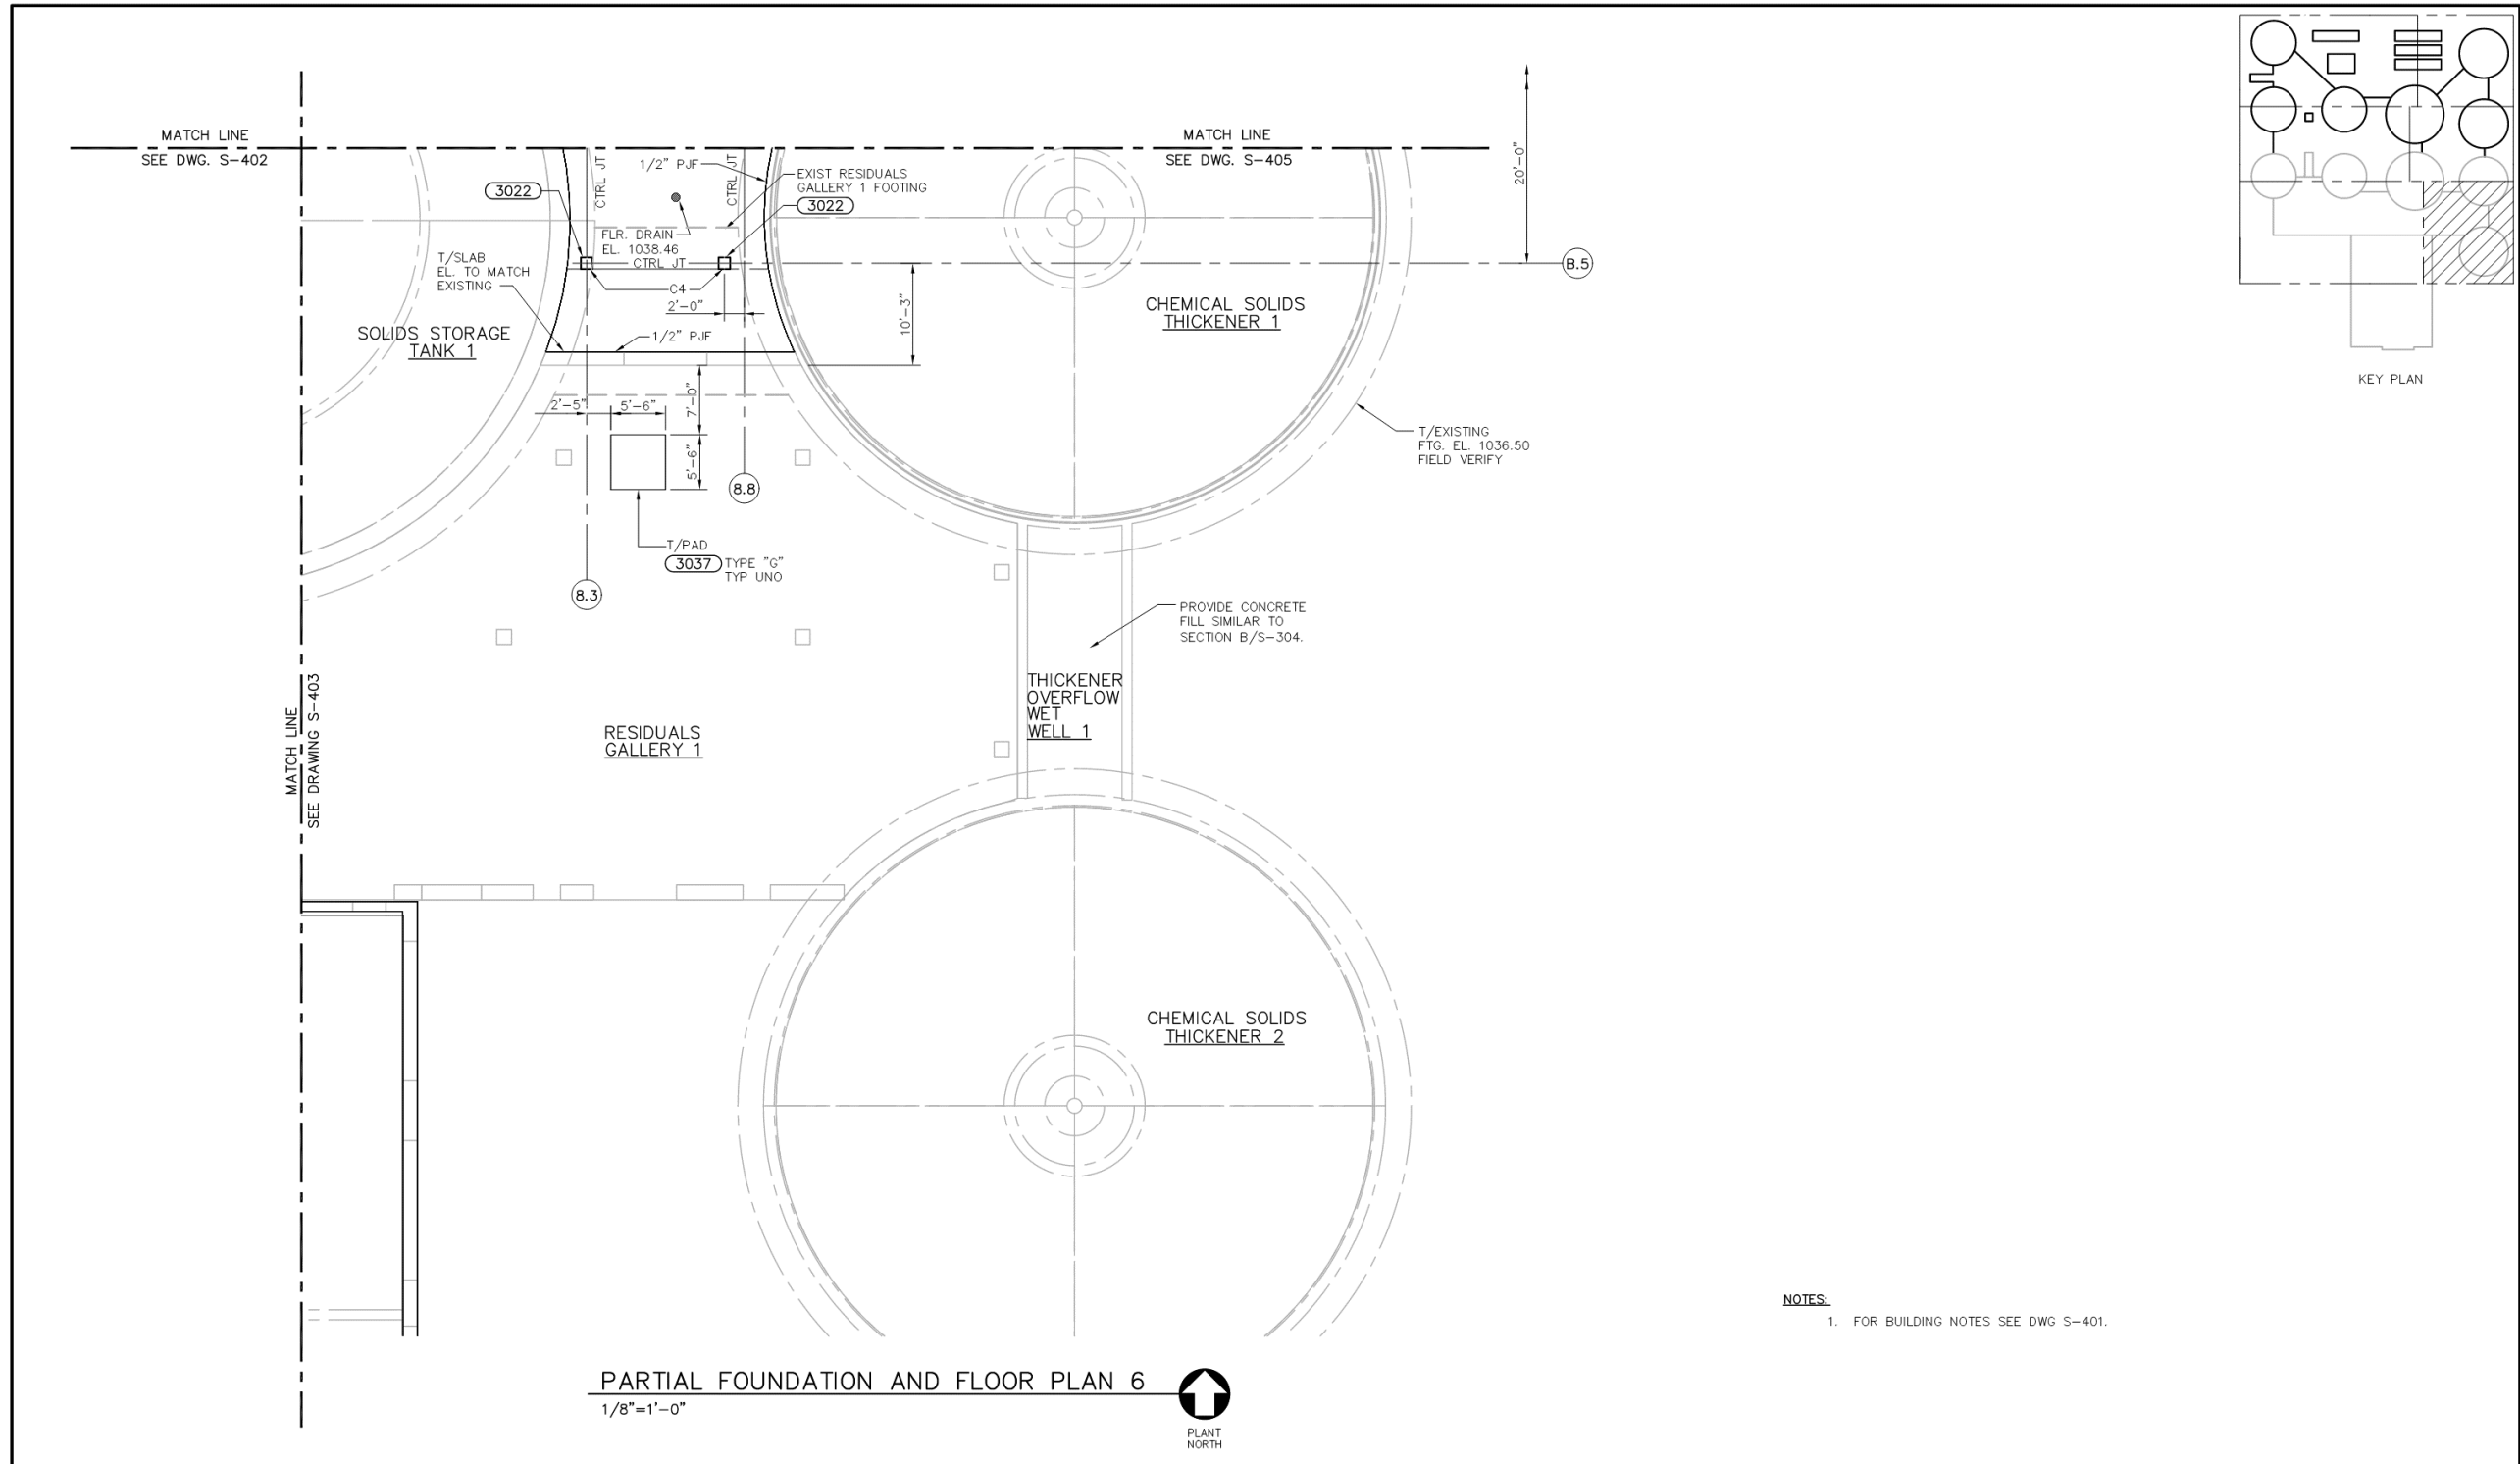 MATCH LINE
SEE DWG. S-402
CTRL JT
1/2" PJF
CTRL JT
EXIST RESIDUALS
GALLERY 1 FOOTING
3022
3022
MATCH LINE
SEE DWG. S-405
20'-0"
FLR. DRAIN
EL. 1038.46
CTRL JT
T/SLAB
EL. TO MATCH
EXISTING
C4
2'-0"
1/2" PJF
10'-3"
B.5
SOLIDS STORAGE
TANK 1
CHEMICAL SOLIDS
THICKENER 1
KEY PLAN
2'-5"
5'-6"
7'-0"
5'-6"
8.8
T/EXISTING
FTG. EL. 1036.50
FIELD VERIFY
T/PAD
3037
TYPE "G"
TYP UNO
8.3
PROVIDE CONCRETE
FILL SIMILAR TO
SECTION B/S-304.
MATCH LINE
SEE DRAWING S-403
THICKENER
OVERFLOW
WET
WELL 1
RESIDUALS
GALLERY 1
CHEMICAL SOLIDS
THICKENER 2
NOTES:
1. FOR BUILDING NOTES SEE DWG S-401.
PARTIAL FOUNDATION AND FLOOR PLAN 6
1/8"=1'-0"
PLANT
NORTH